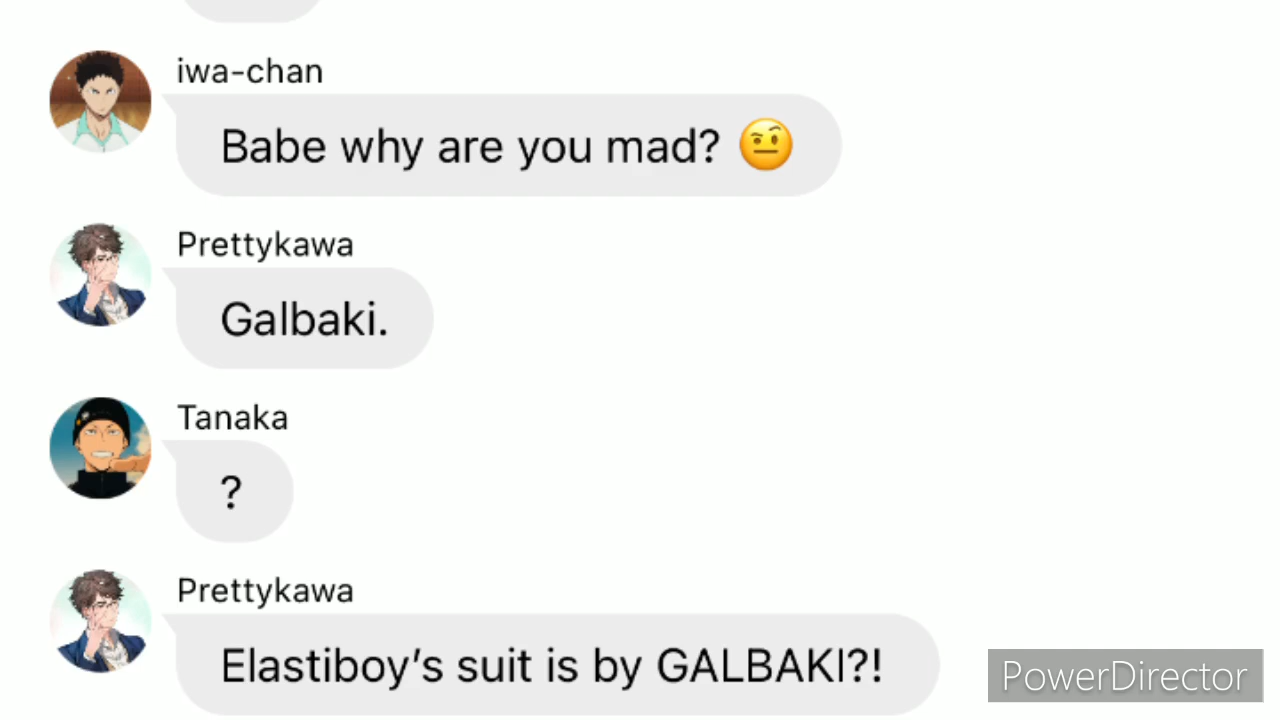 iwa-chan
Babe why are you mad? 🤨
Prettykawa
Galbaki.
Tanaka
?
Prettykawa
Elastiboy’s suit is by GALBAKI?!
PowerDirector